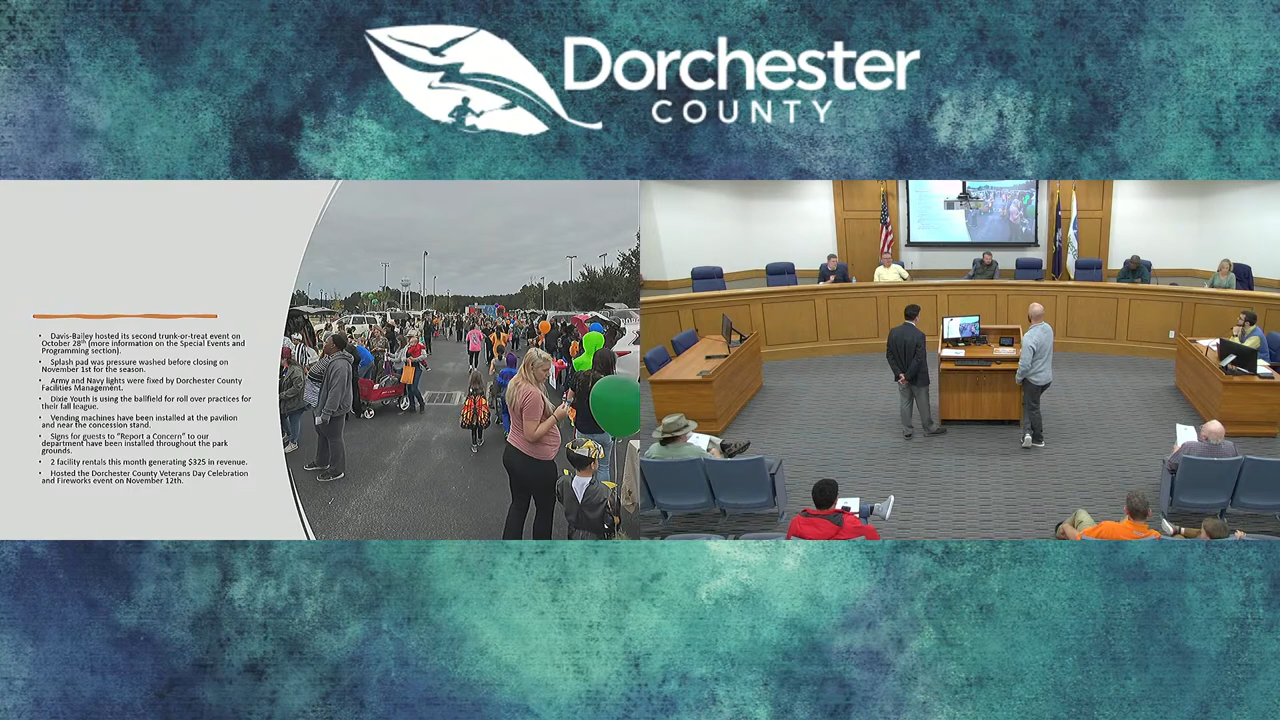 Dorchester
COUNTY
• Davis-Bailey hosted its second trunk-or-treat event on
October 28th (more information on the Special Events and
Programming section).
• Splash pad was pressure washed before closing on
November 1st for the season.
• Army and Navy lights were fixed by Dorchester County
Facilities Management.
• Dixie Youth is using the ballfield for roll over practices for
their fall league.
• Vending machines have been installed at the pavilion
and near the concession stand.
• Signs for guests to "Report a Concern" to our
department have been installed throughout the park
grounds.
• 2 facility rentals this month generating $325 in revenue.
• Hosted the Dorchester County Veterans Day Celebration
and Fireworks event on November 12th.